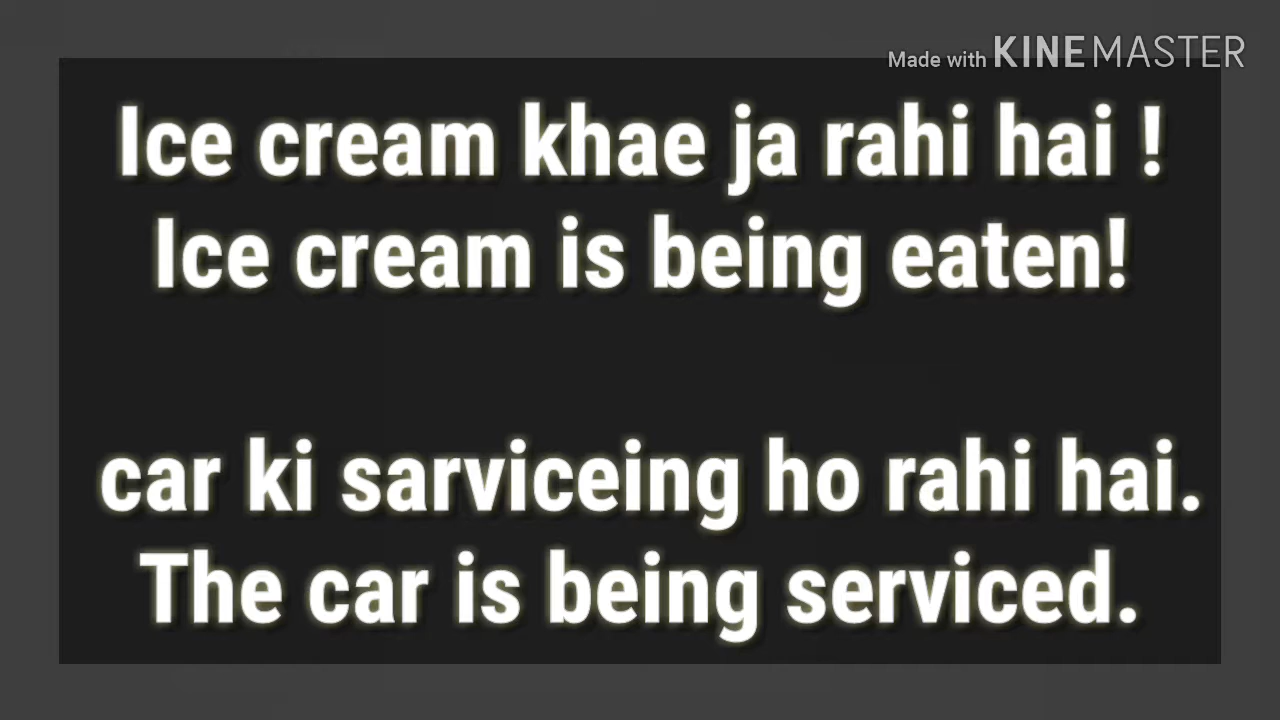 Made with KINEMASTER
Ice cream khae ja rahi hai !
Ice cream is being eaten!
car ki sarviceing ho rahi hai.
The car is being serviced.